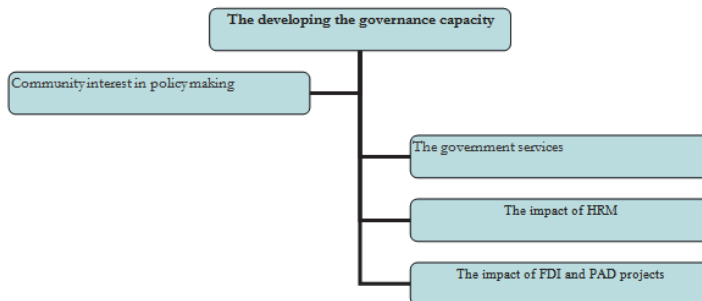 The developing the governance capacity
Community interest in policy making
The government services
The impact of HRM
The impact of FDI and PAD projects